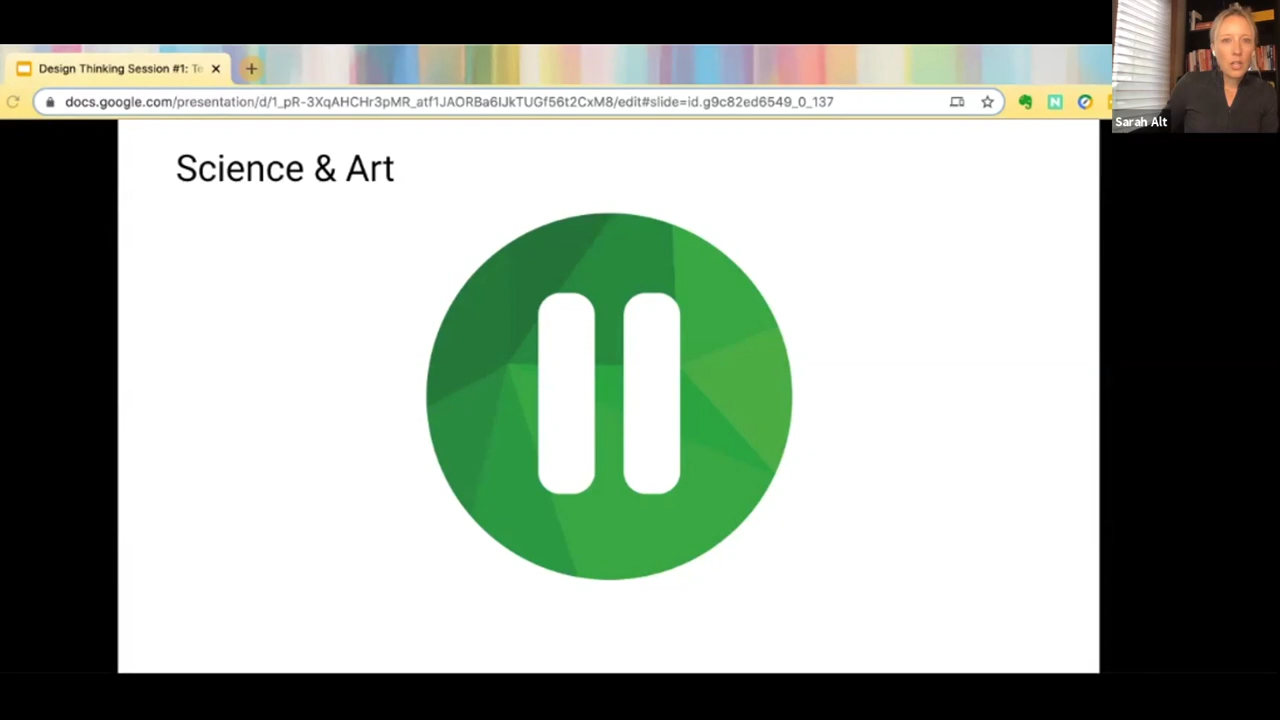 Design Thinking Session #1: Te
docs.google.com/presentation/d/1_pR-3XqAHCHr3pMR_atf1JAORBa6IJkTUGf56t2CxM8/edit#slide=id.g9c82ed6549_0_137
N
Sarah Alt
Science & Art